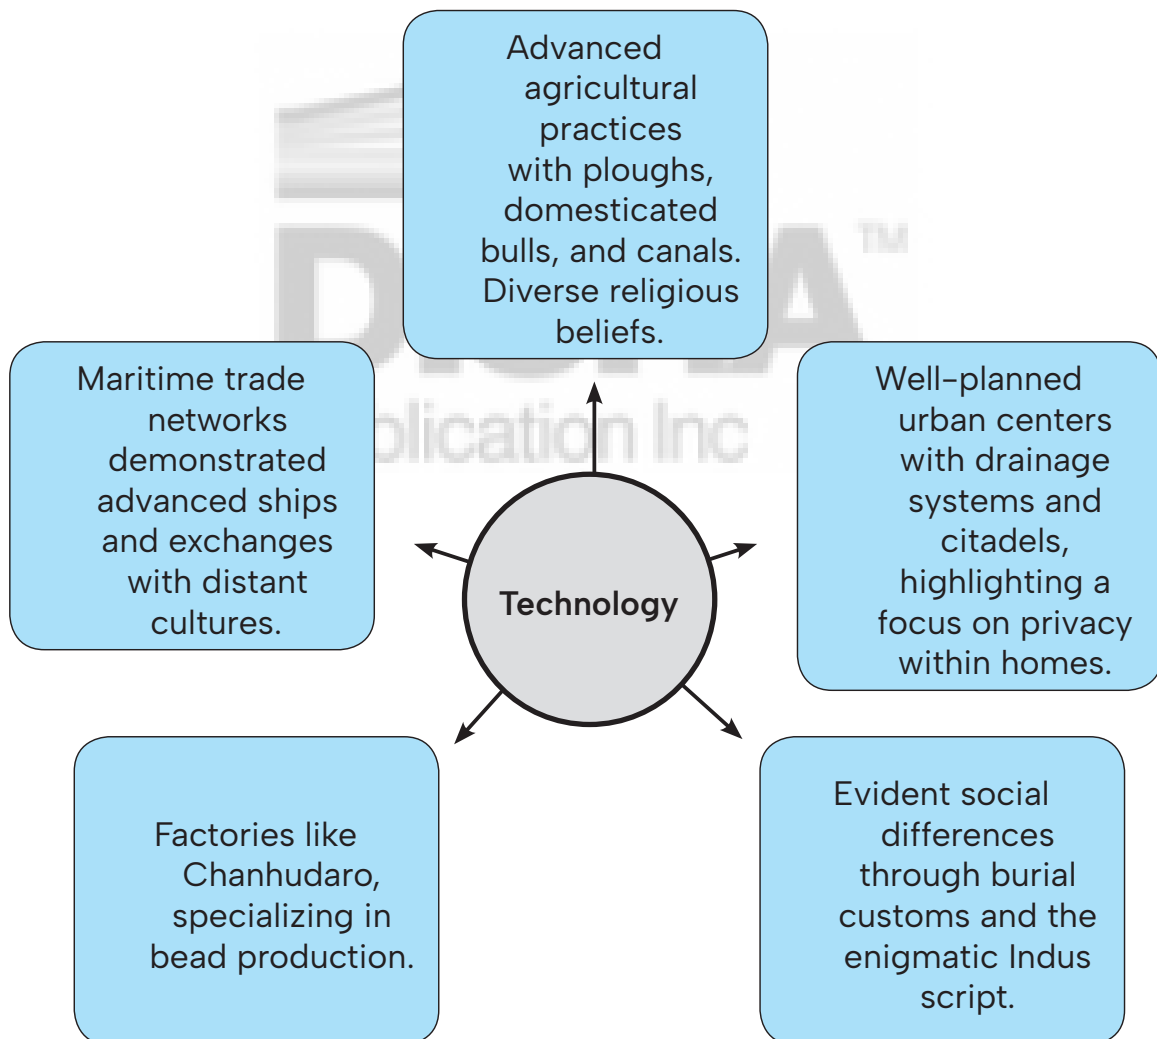 Advanced
agricultural
practices
with ploughs,
domesticated
bulls, and canals.
Diverse religious
beliefs.
Maritime trade
networks
demonstrated
advanced ships
and exchanges
with distant
cultures.
Well-planned
urban centers
with drainage
systems and
citadels,
highlighting a
focus on privacy
within homes.
Technology
Factories like
Chanhudaro,
specializing in
bead production.
Evident social
differences
through burial
customs and the
enigmatic Indus
script.
TM
Inc